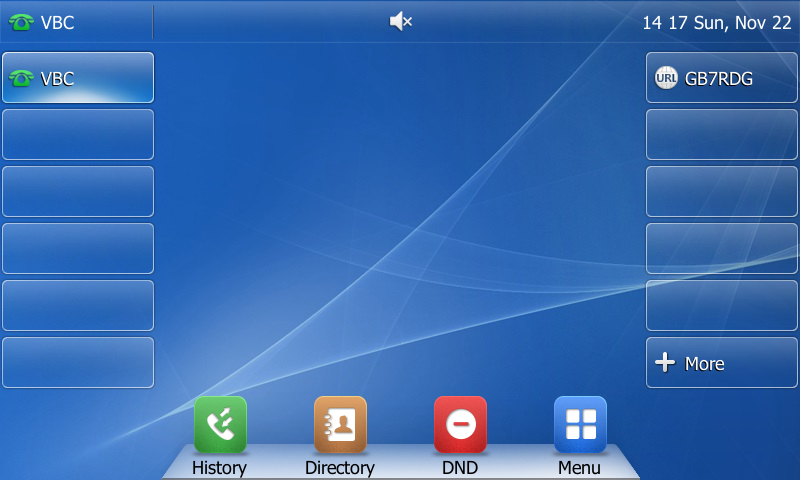 VBC
14 17 Sun, Nov 22
VBC
URL GB7RDG
More
History
Directory
DND
Menu